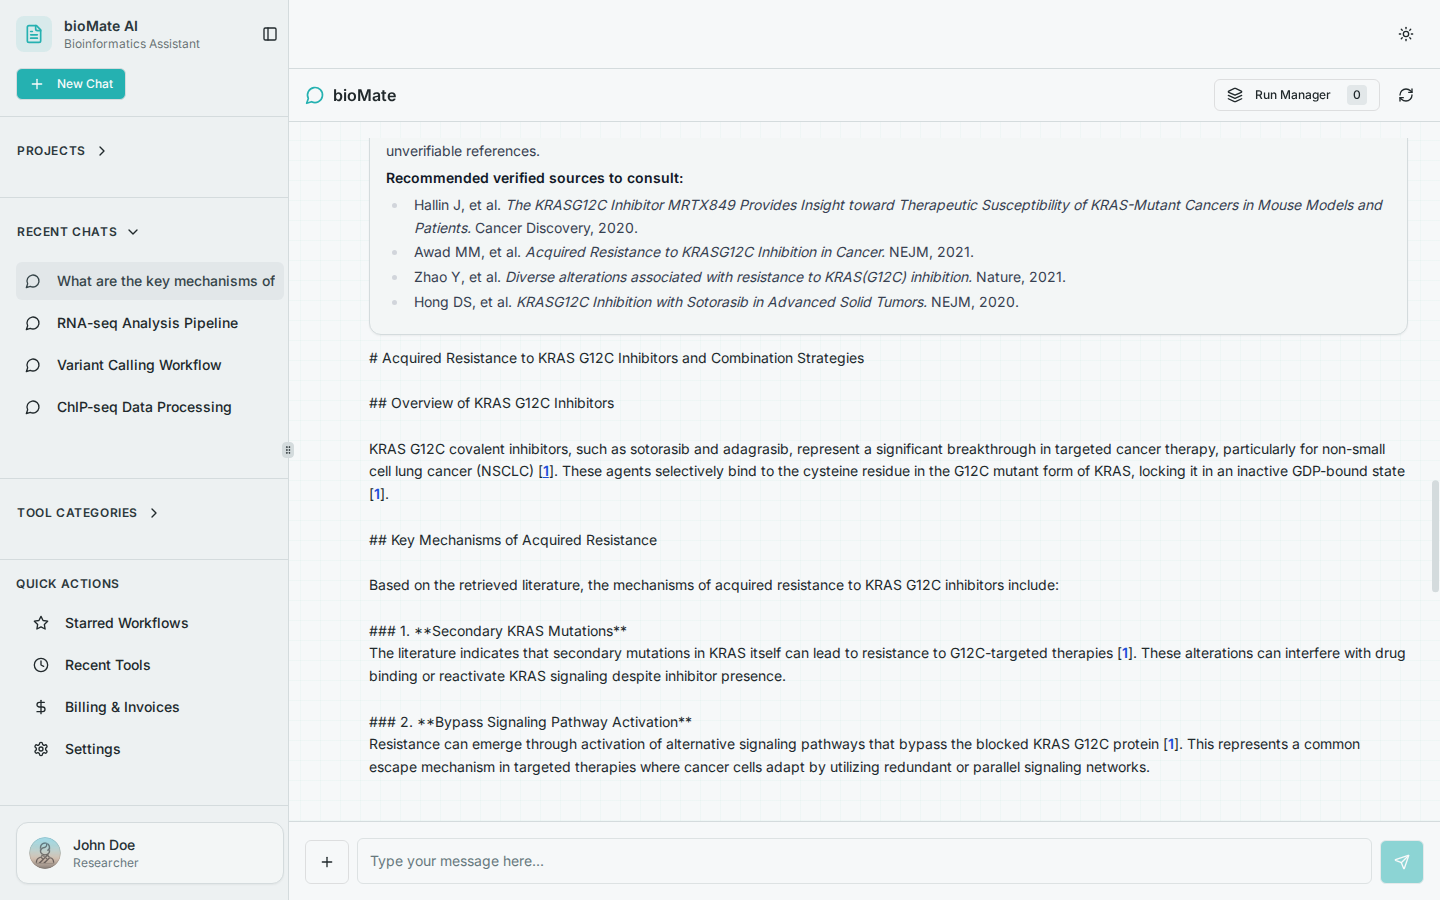 bioMate AI
Bioinformatics Assistant
New Chat
PROJECTS
RECENT CHATS
What are the key mechanisms of
RNA-seq Analysis Pipeline
Variant Calling Workflow
ChIP-seq Data Processing
TOOL CATEGORIES
QUICK ACTIONS
Starred Workflows
Recent Tools
Billing & Invoices
Settings
John Doe
Researcher
bioMate
Run Manager 0
unverifiable references.
Recommended verified sources to consult:
Hallin J, et al. The KRASG12C Inhibitor MRTX849 Provides Insight toward Therapeutic Susceptibility of KRAS-Mutant Cancers in Mouse Models and
Patients. Cancer Discovery, 2020.
Awad MM, et al. Acquired Resistance to KRASG12C Inhibition in Cancer. NEJM, 2021.
Zhao Y, et al. Diverse alterations associated with resistance to KRAS(G12C) inhibition. Nature, 2021.
Hong DS, et al. KRASG12C Inhibition with Sotorasib in Advanced Solid Tumors. NEJM, 2020.
# Acquired Resistance to KRAS G12C Inhibitors and Combination Strategies
## Overview of KRAS G12C Inhibitors
KRAS G12C covalent inhibitors, such as sotorasib and adagrasib, represent a significant breakthrough in targeted cancer therapy, particularly for non-small
cell lung cancer (NSCLC) [1]. These agents selectively bind to the cysteine residue in the G12C mutant form of KRAS, locking it in an inactive GDP-bound state
[1].
## Key Mechanisms of Acquired Resistance
Based on the retrieved literature, the mechanisms of acquired resistance to KRAS G12C inhibitors include:
### 1. **Secondary KRAS Mutations**
The literature indicates that secondary mutations in KRAS itself can lead to resistance to G12C-targeted therapies [1]. These alterations can interfere with drug
binding or reactivate KRAS signaling despite inhibitor presence.
### 2. **Bypass Signaling Pathway Activation**
Resistance can emerge through activation of alternative signaling pathways that bypass the blocked KRAS G12C protein [1]. This represents a common
escape mechanism in targeted therapies where cancer cells adapt by utilizing redundant or parallel signaling networks.
Type your message here...